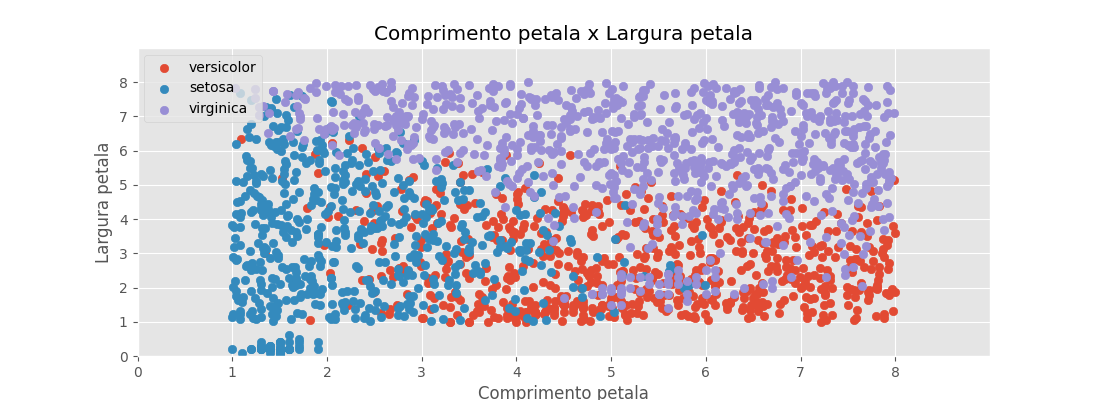 Comprimento petala x Largura petala
versicolor
setosa
virginica
Largura petala
8
7
6
5
4
3
2
1
0
0 1 2 3 4 5 6 7 8
Comprimento petala